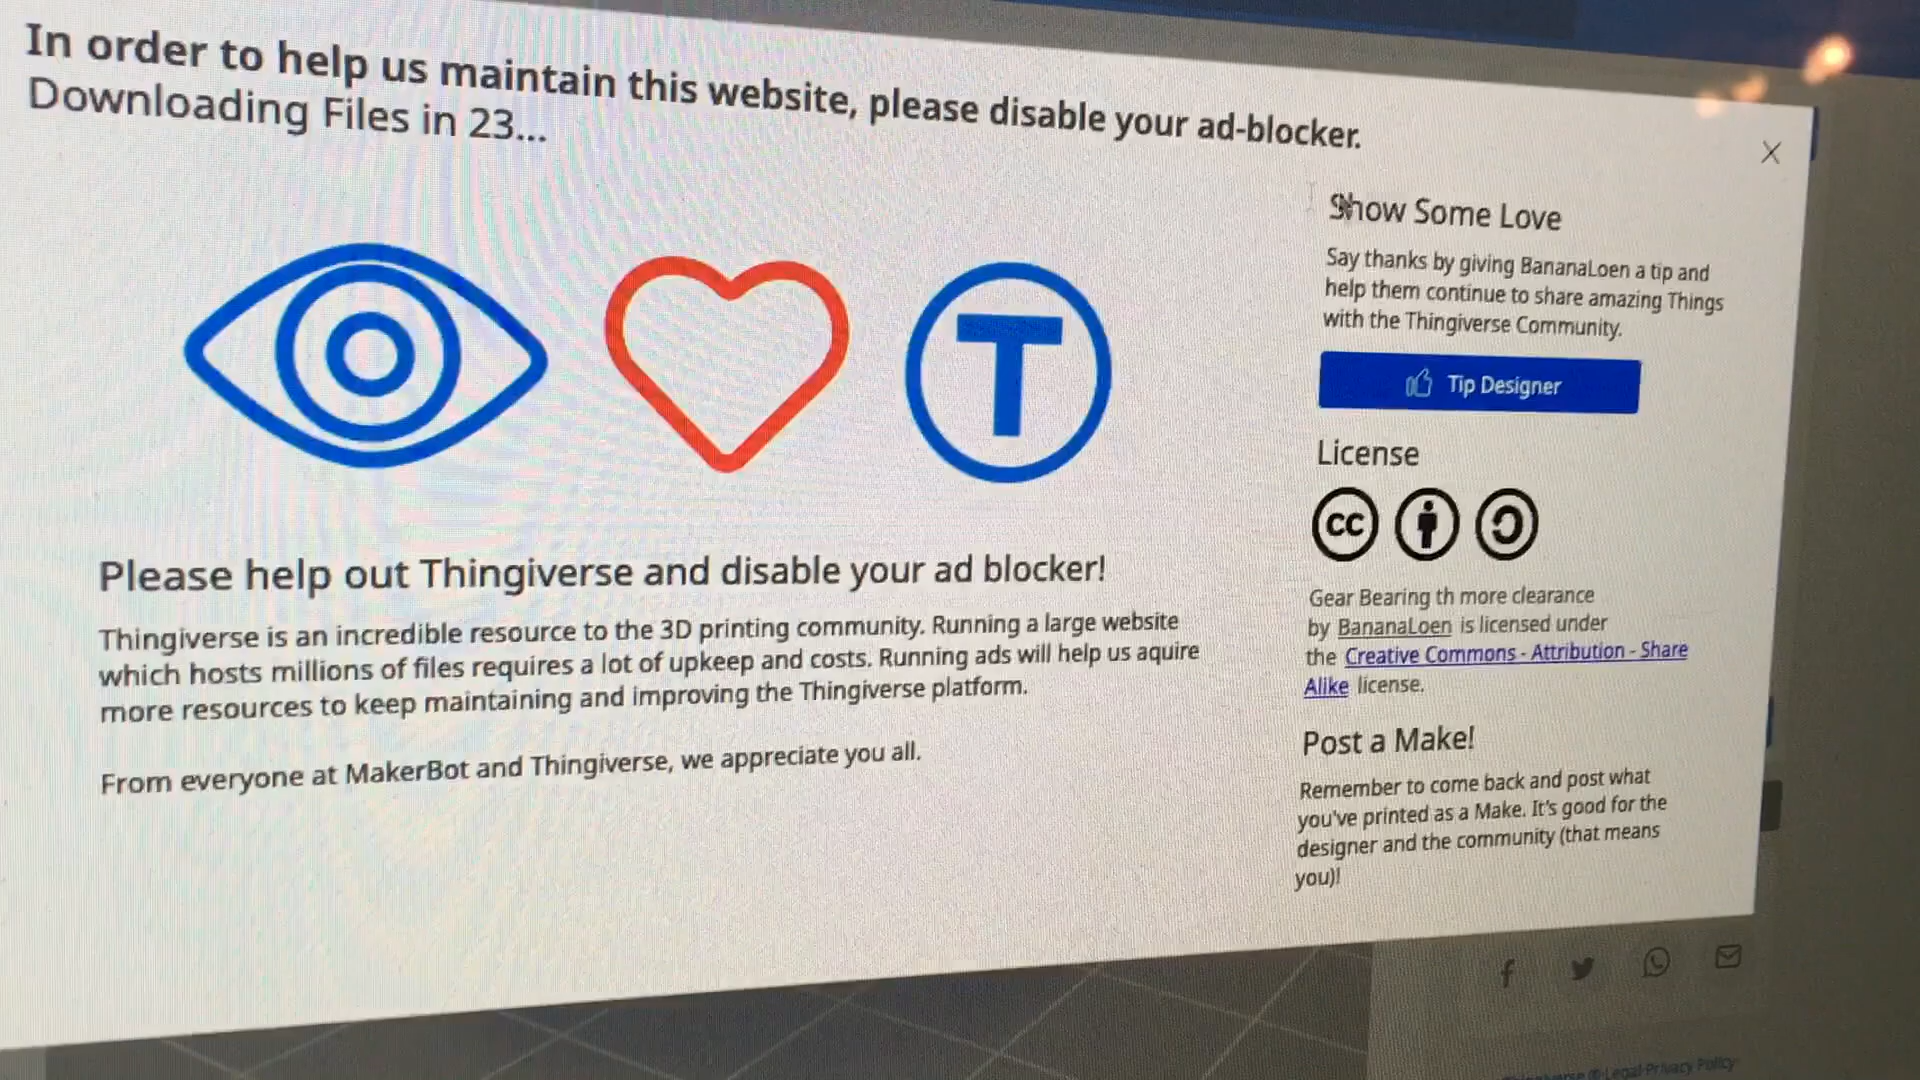 In order to help us maintain this website, please disable your ad-blocker.
Downloading Files in 23...
T
Please help out Thingiverse and disable your ad blocker!
Thingiverse is an incredible resource to the 3D printing community. Running a large website
which hosts millions of files requires a lot of upkeep and costs. Running ads will help us aquire
more resources to keep maintaining and improving the Thingiverse platform.
From everyone at MakerBot and Thingiverse, we appreciate you all.
Show Some Love
Say thanks by giving BananaLoen a tip and
help them continue to share amazing Things
with the Thingiverse Community.
Tip Designer
License
cc
Gear Bearing th more clearance
by BananaLoen is licensed under
the Creative Commons - Attribution - Share
Alike license.
Post a Make!
Remember to come back and post what
you've printed as a Make. It's good for the
designer and the community (that means
you)!
Legal Privacy Policy